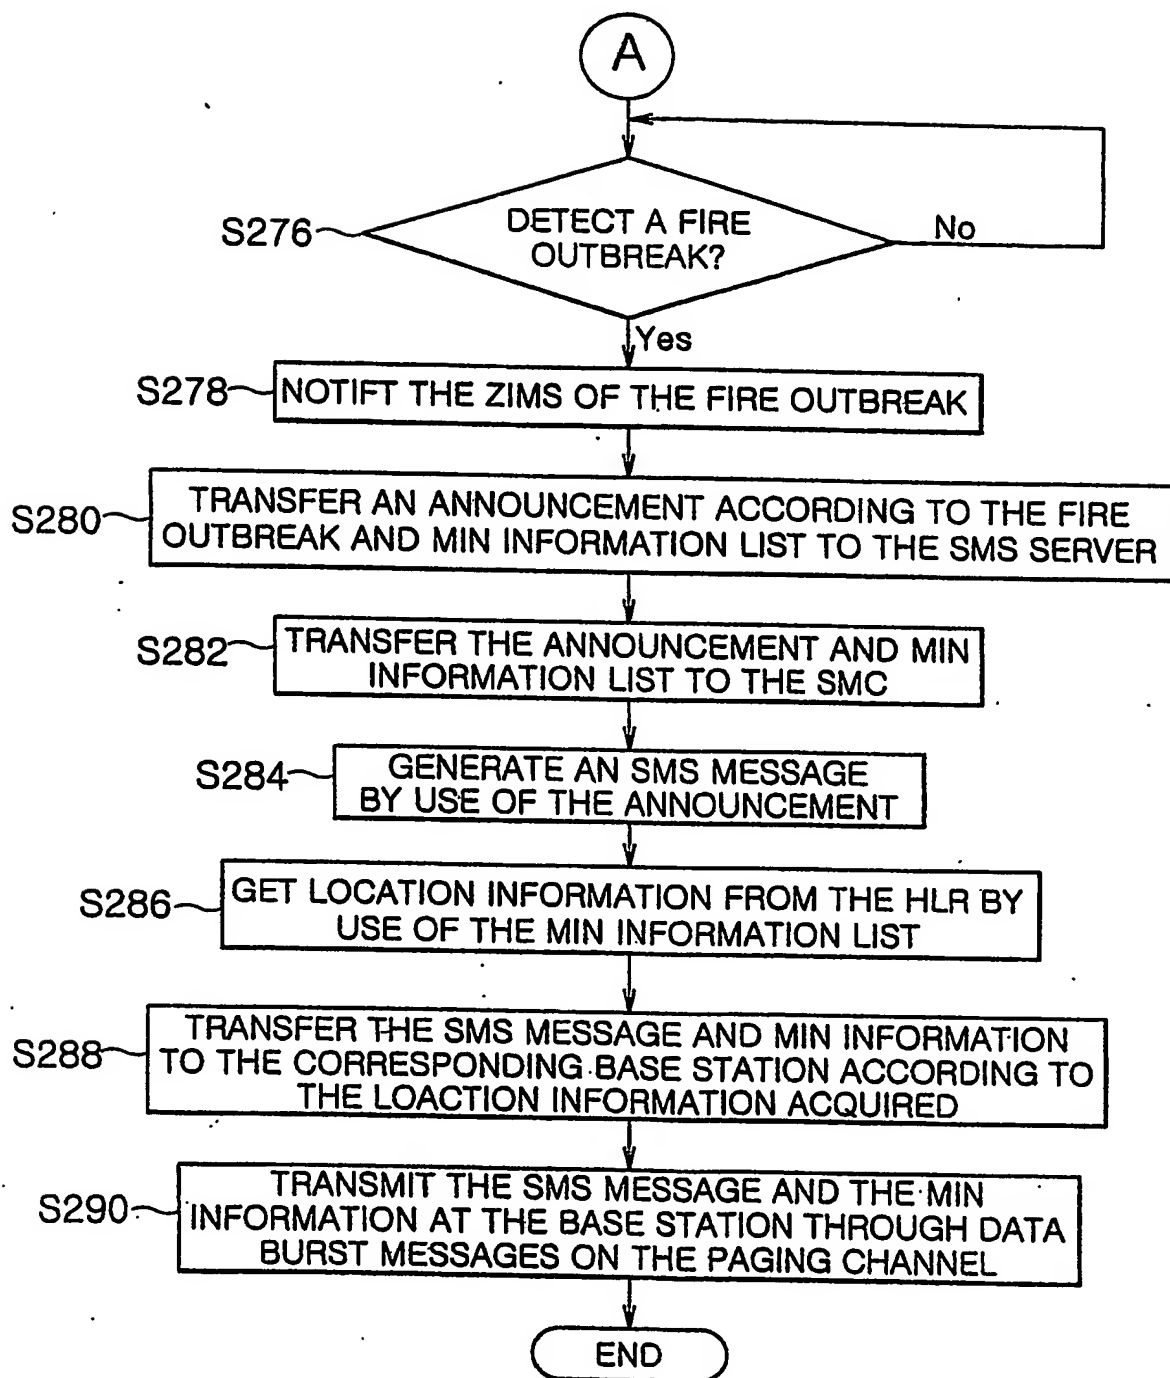 A
S276
DETECT A FIRE
OUTBREAK?
No
Yes
S278
NOTIFT THE ZIMS OF THE FIRE OUTBREAK
S280
TRANSFER AN ANNOUNCEMENT ACCORDING TO THE FIRE
OUTBREAK AND MIN INFORMATION LIST TO THE SMS SERVER
S282
TRANSFER THE ANNOUNCEMENT AND MIN
INFORMATION LIST TO THE SMC
S284
GENERATE AN SMS MESSAGE
BY USE OF THE ANNOUNCEMENT
S286
GET LOCATION INFORMATION FROM THE HLR BY
USE OF THE MIN INFORMATION LIST
S288
TRANSFER THE SMS MESSAGE AND MIN INFORMATION
TO THE CORRESPONDING BASE STATION ACCORDING TO
THE LOACTION INFORMATION ACQUIRED
S290
TRANSMIT THE SMS MESSAGE AND THE MIN
INFORMATION AT THE BASE STATION THROUGH DATA
BURST MESSAGES ON THE PAGING CHANNEL
END